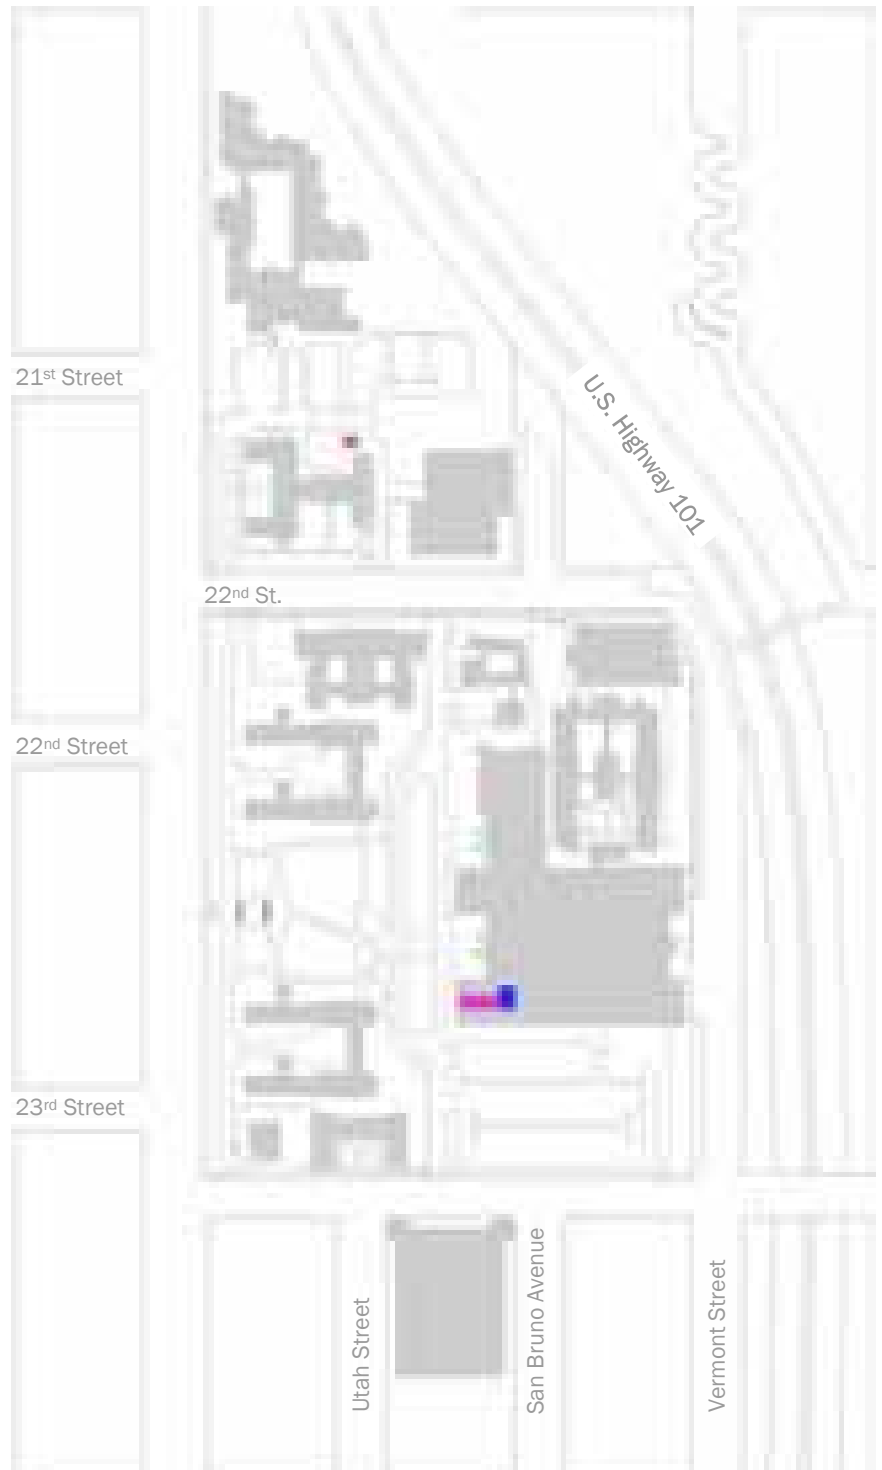 21st Street
U.S. Highway 101
22nd St.
22nd Street
23rd Street
Utah Street
San Bruno Avenue
Vermont Street